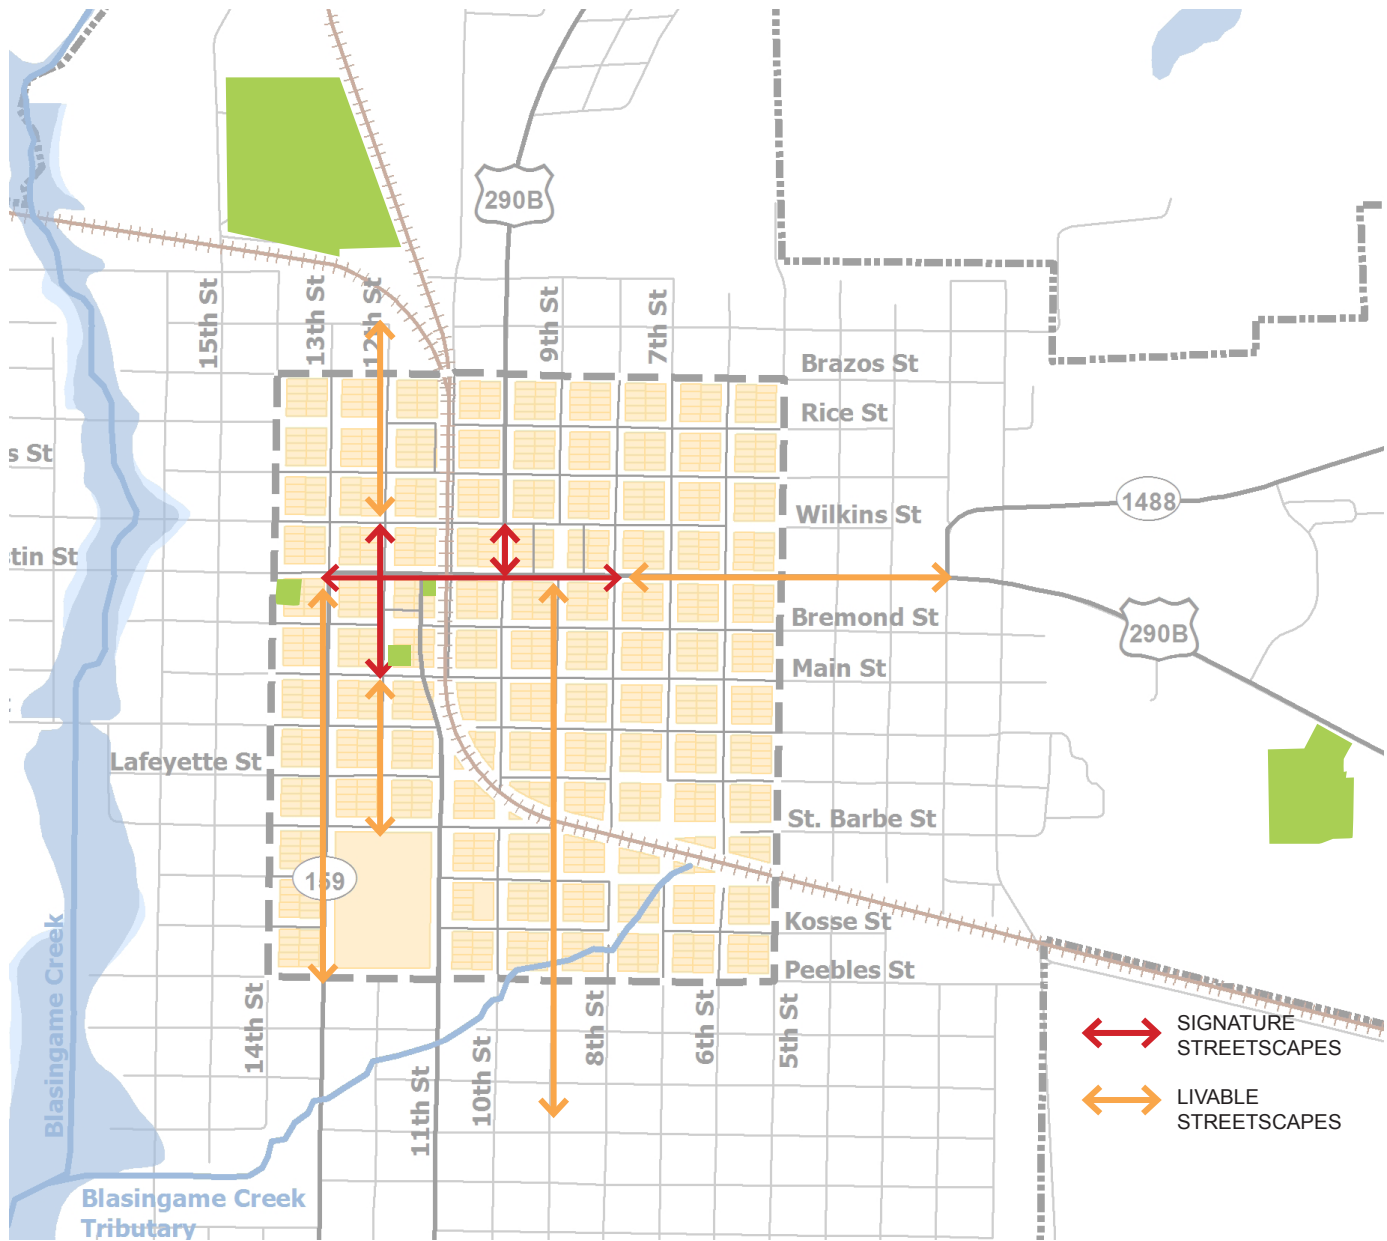 290B
15th St
13th St
12th St
9th St
7th St
Brazos St
Rice St
s St
1488
Wilkins St
tin St
Bremond St
290B
Main St
Lafeyette St
St. Barbe St
159
Kosse St
Peebles St
Blasingame Creek
14th St
11th St
10th St
8th St
6th St
5th St
SIGNATURE
STREETSCAPES
LIVABLE
STREETSCAPES
Blasingame Creek
Tributary